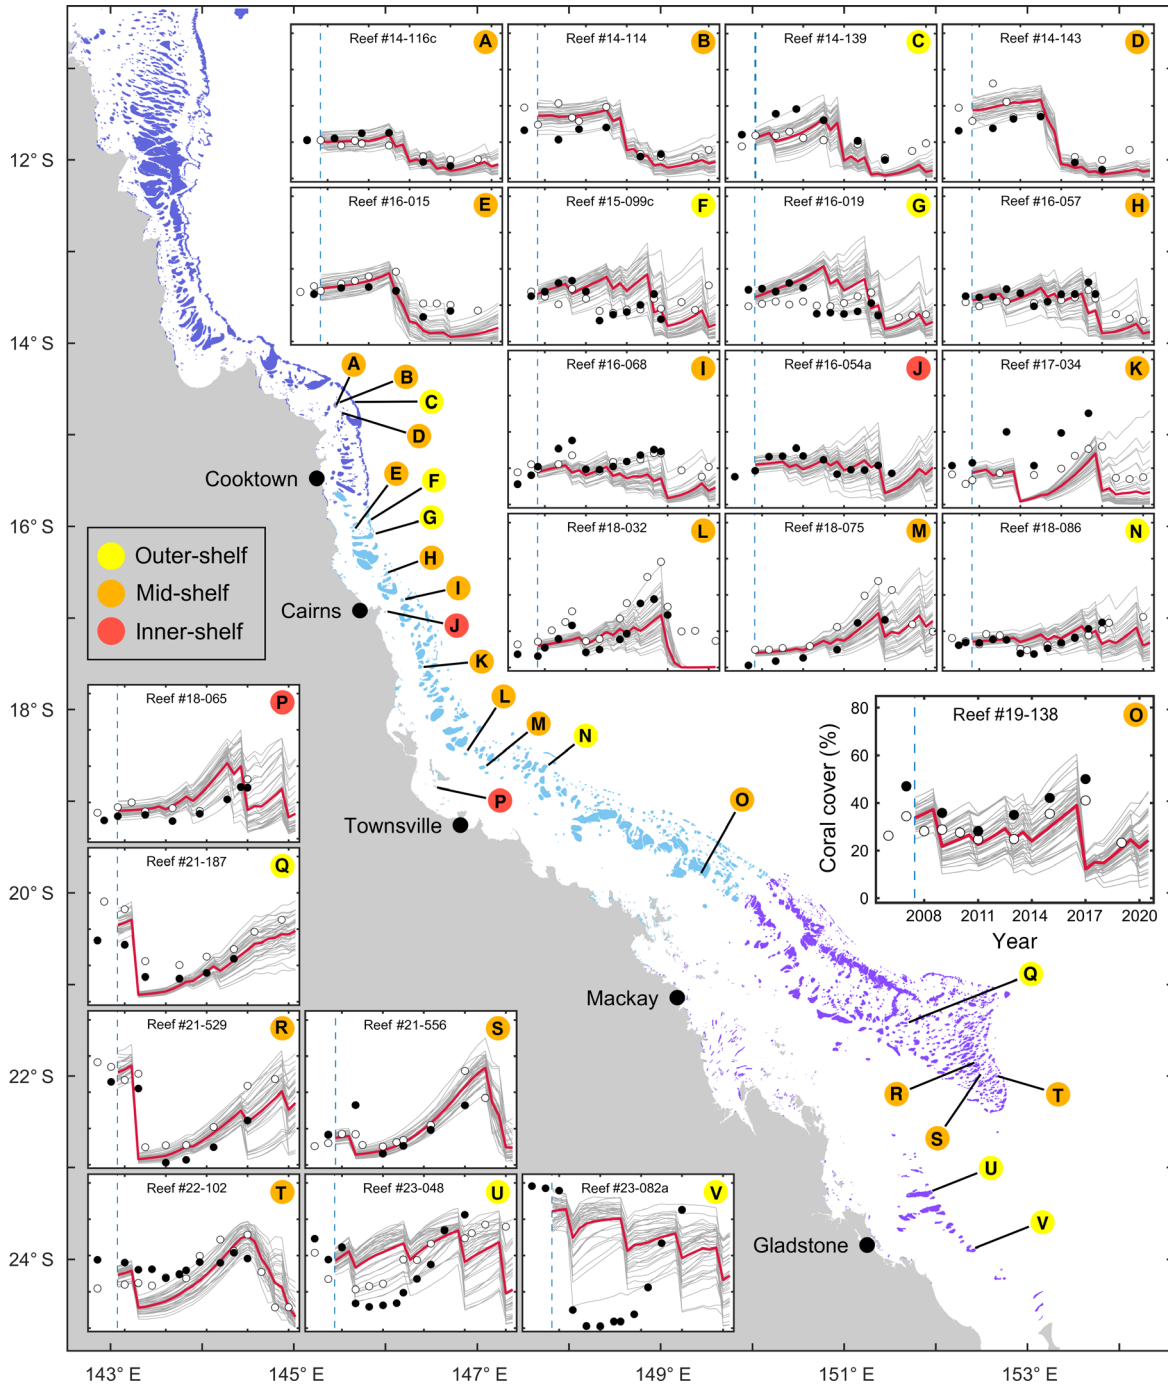 Reef #14-116c A
Reef #14-114 B
Reef #14-139 C
Reef #14-143 D
12° S
Reef #16-015 E
Reef #15-099c F
Reef #16-019 G
Reef #16-057 H
14° S
Reef #16-068 I
Reef #16-054a J
Reef #17-034 K
A
B
C
D
Cooktown
E
F
G
16° S
Reef #18-032 L
Reef #18-075 M
Reef #18-086 N
Outer-shelf
Mid-shelf
Inner-shelf
H
I
Cairns
J
K
18° S
L
M
N
P
O
Townsville
Reef #18-065 P
Reef #19-138 O
Coral cover (%)
80
60
40
20
0
2008 2011 2014 2017 2020
Year
Reef #21-187 Q
20° S
Mackay
Q
R
S
T
Reef #21-529 R
Reef #21-556 S
22° S
U
V
Reef #22-102 T
Reef #23-048 U
Reef #23-082a V
Gladstone
24° S
143° E 145° E 147° E 149° E 151° E 153° E